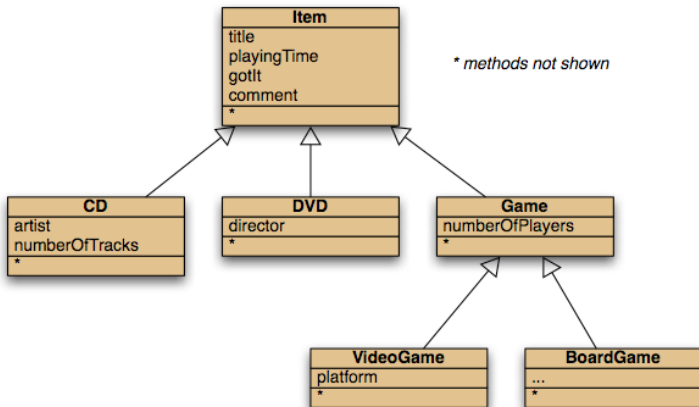 Item
title
playingTime
gotIt
comment
*
* methods not shown
CD
artist
numberOfTracks
*
DVD
director
*
Game
numberOfPlayers
*
VideoGame
platform
*
BoardGame
...
*